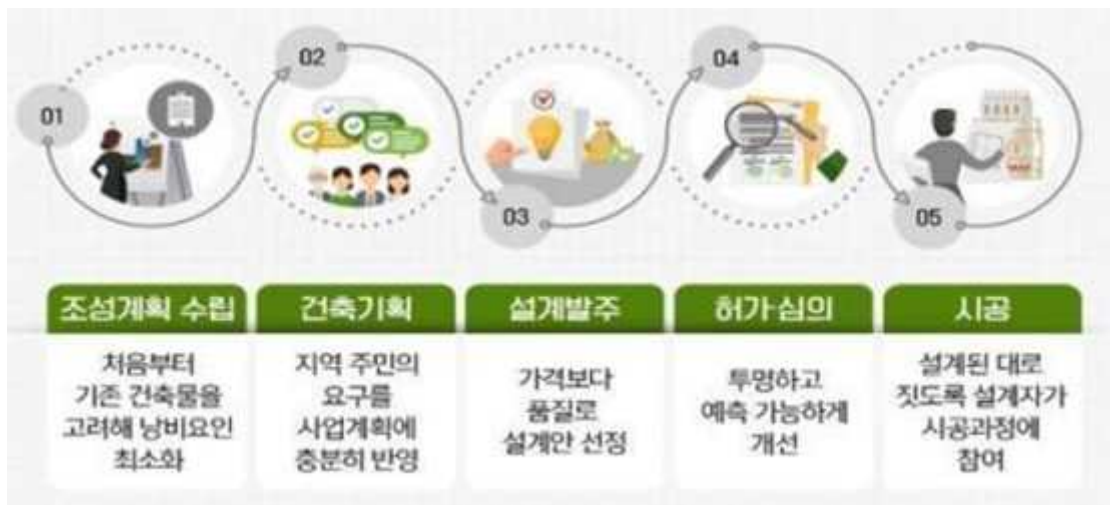 01
02
03
04
05
조성계획 수립
처음부터
기존 건축물을
고려해 낭비요인
최소화
건축기획
지역 주민의
요구를
사업계획에
충분히 반영
설계발주
가격보다
품질로
설계안 선정
허가·심의
투명하고
예측 가능하게
개선
시공
설계된 대로
짓도록 설계자가
시공과정에
참여